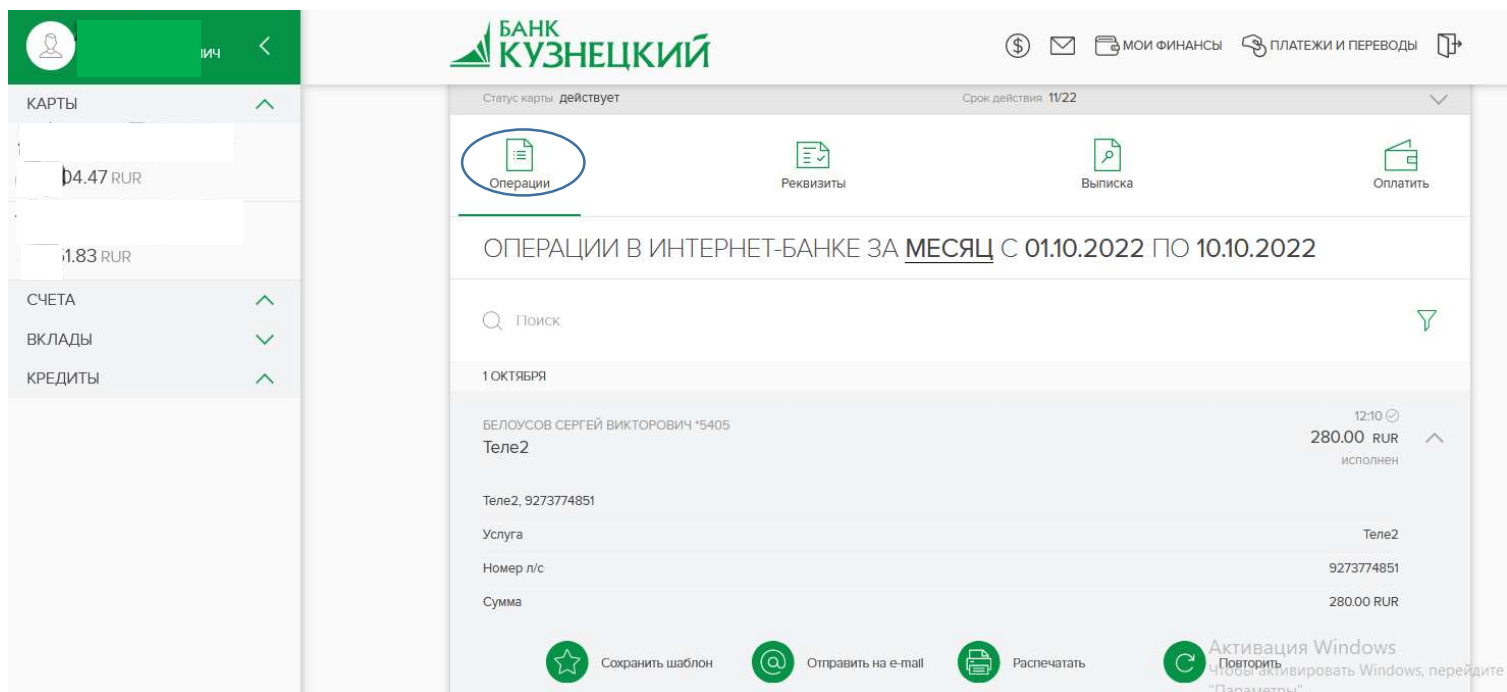 ич
КАРТЫ
04.47 RUR
1.83 RUR
СЧЕТА
ВКЛАДЫ
КРЕДИТЫ
БАНК
КУЗНЕЦКИЙ
МОИ ФИНАНСЫ
ПЛАТЕЖИ И ПЕРЕВОДЫ
Статус карты действует
Срок действия 11/22
Операции
Реквизиты
Выписка
Оплатить
ОПЕРАЦИИ В ИНТЕРНЕТ-БАНКЕ ЗА МЕСЯЦ С 01.10.2022 ПО 10.10.2022
Поиск
1 ОКТЯБРЯ
БЕЛОУСОВ СЕРГЕЙ ВИКТОРОВИЧ *5405
12:10
Теле2
280.00 RUR
исполнен
Теле2, 9273774851
Услуга
Теле2
Номер л/с
9273774851
Сумма
280.00 RUR
Сохранить шаблон
Отправить на e-mail
Распечатать
Повторить
Активация Windows
Чтобы активировать Windows, перейдите
"Параметры"